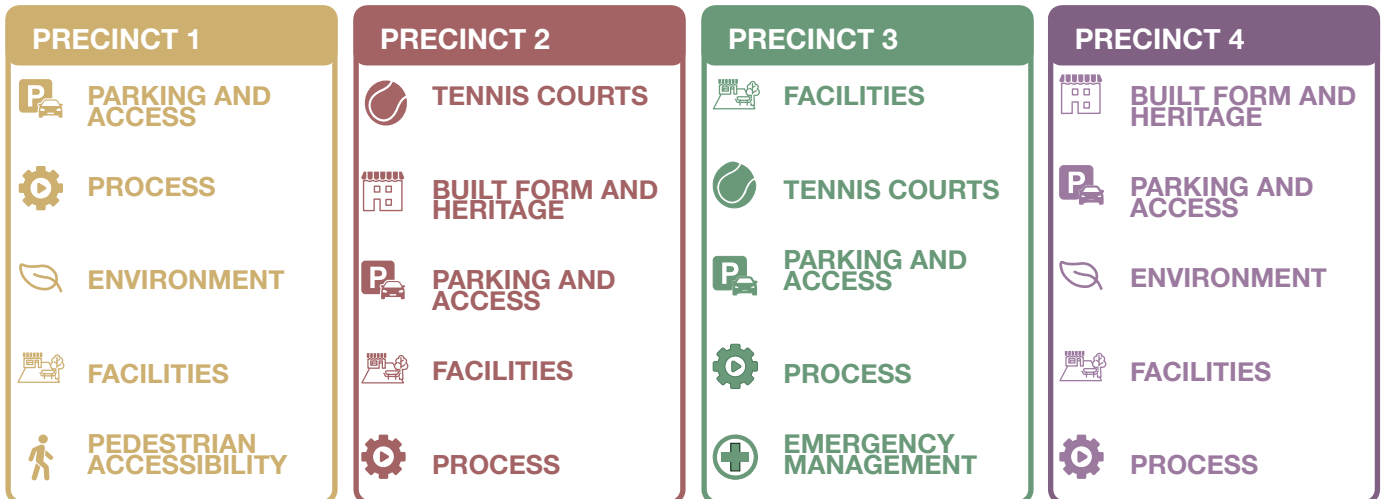 PRECINCT 1
P PARKING AND
ACCESS
PROCESS
ENVIRONMENT
FACILITIES
PEDESTRIAN
ACCESSIBILITY
PRECINCT 2
TENNIS COURTS
BUILT FORM AND
HERITAGE
P PARKING AND
ACCESS
FACILITIES
PROCESS
PRECINCT 3
FACILITIES
TENNIS COURTS
P PARKING AND
ACCESS
PROCESS
EMERGENCY
MANAGEMENT
PRECINCT 4
BUILT FORM AND
HERITAGE
P PARKING AND
ACCESS
ENVIRONMENT
FACILITIES
PROCESS